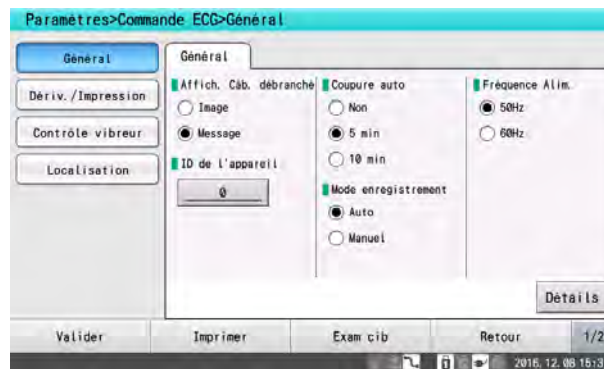 Paramètres>Commande ECG>Général
Général
Dériv./Impression
Contrôle vibreur
Localisation
Général
Affich. Câb. débranché
Image
Message
ID de l'appareil
0
Coupure auto
Non
5 min
10 min
Mode enregistrement
Auto
Manuel
Fréquence Alim.
50Hz
60Hz
Détails
Valider
Imprimer
Exam cib
Retour
1/2
2016. 12. 08 15:3